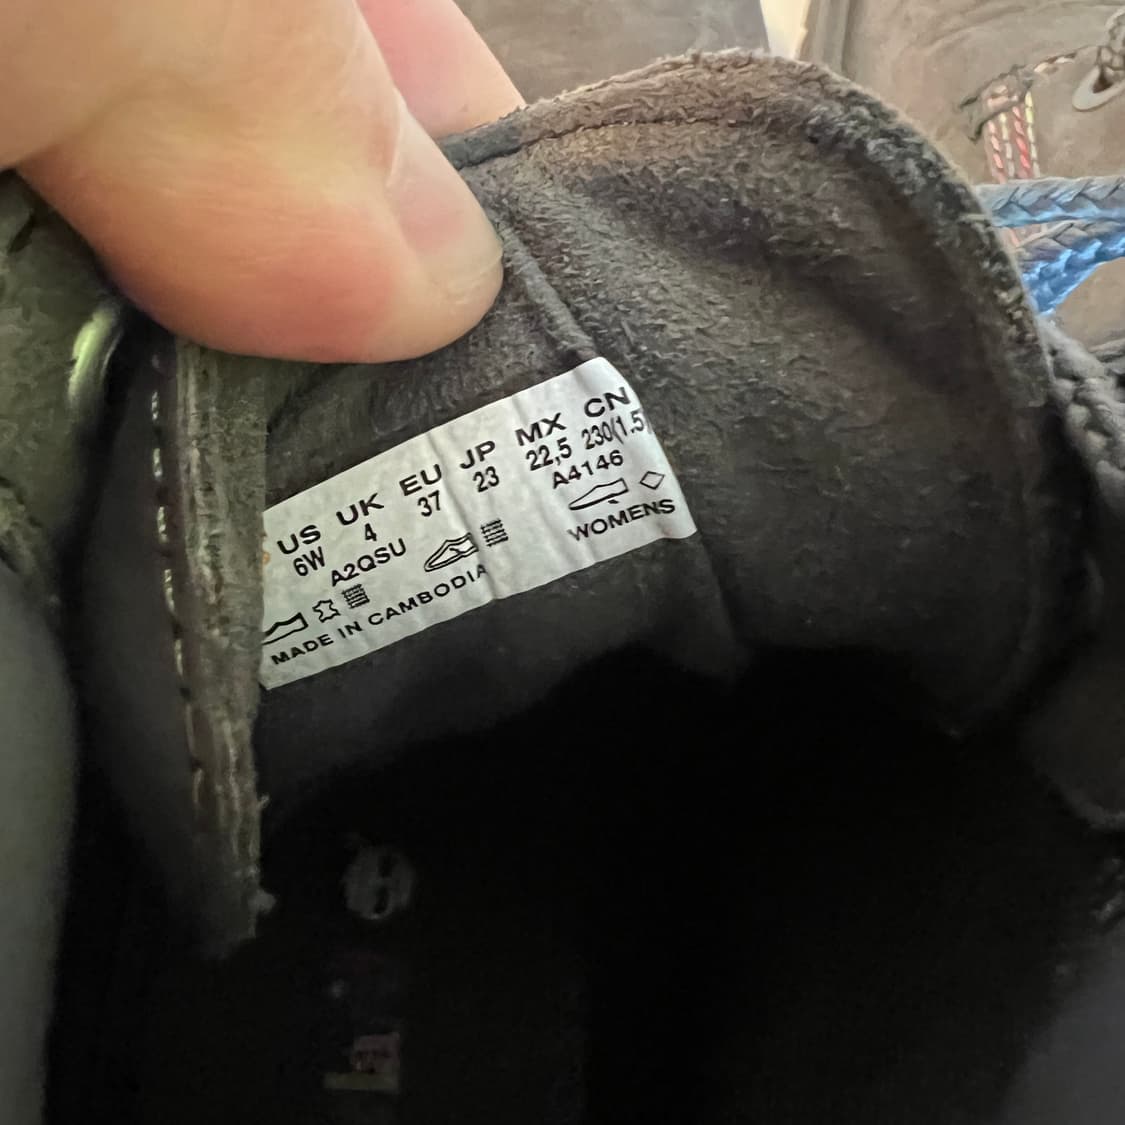 US UK EU JP MX CN
6W 4 37 23 22,5 230(1.5)
A2QSU A4146
WOMENS
MADE IN CAMBODIA